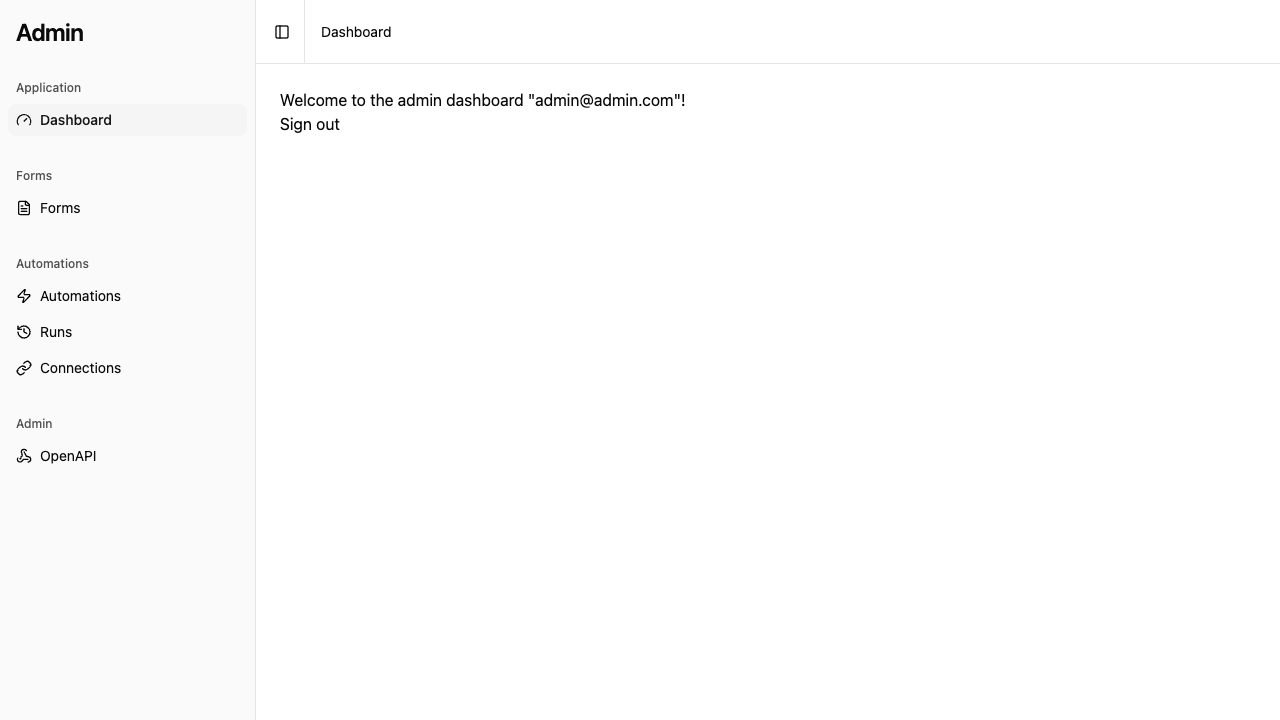 Admin
Application
Dashboard
Forms
Forms
Automations
Automations
Runs
Connections
Admin
OpenAPI
Dashboard
Welcome to the admin dashboard "admin@admin.com"!
Sign out